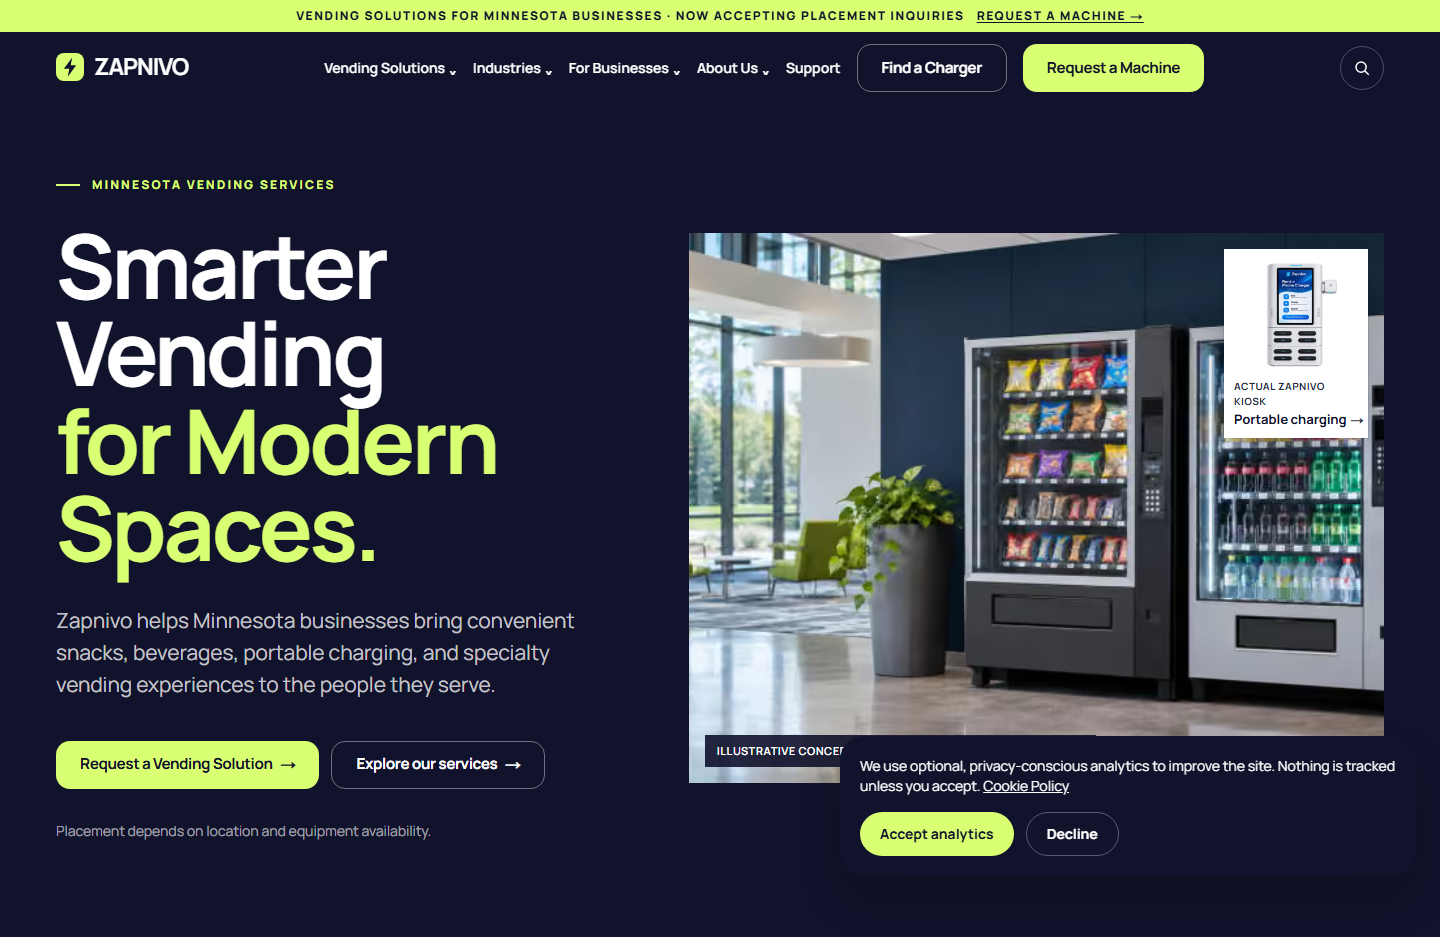 VENDING SOLUTIONS FOR MINNESOTA BUSINESSES · NOW ACCEPTING PLACEMENT INQUIRIES REQUEST A MACHINE →
ZAPNIVO
Vending Solutions
Industries
For Businesses
About Us
Support
Find a Charger
Request a Machine
MINNESOTA VENDING SERVICES
Smarter
Vending
for Modern
Spaces.
Zapnivo helps Minnesota businesses bring convenient
snacks, beverages, portable charging, and specialty
vending experiences to the people they serve.
Request a Vending Solution →
Explore our services →
Placement depends on location and equipment availability.
Zapnivo
ACTUAL ZAPNIVO
KIOSK
Portable charging →
ILLUSTRATIVE CONCEP
We use optional, privacy-conscious analytics to improve the site. Nothing is tracked
unless you accept. Cookie Policy
Accept analytics
Decline